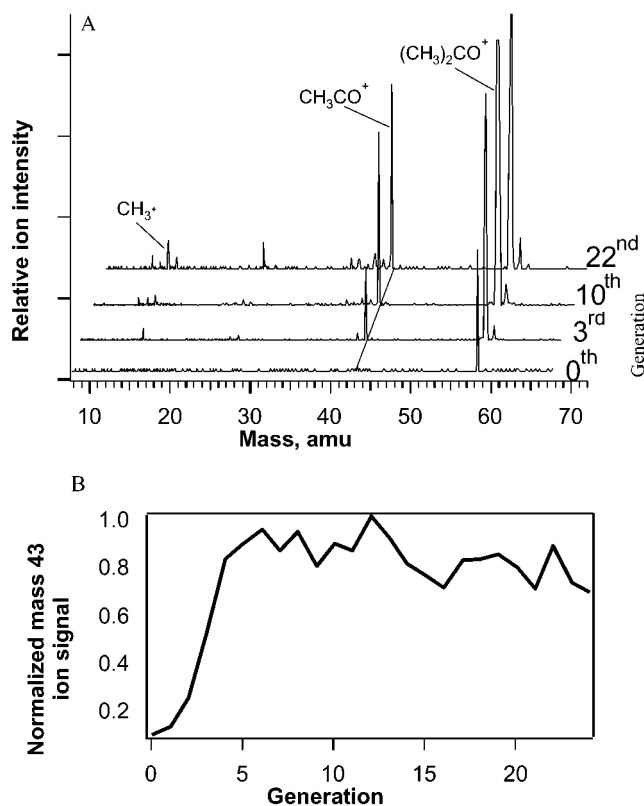 A
Relative ion intensity
(CH3)2CO+
CH3CO+
CH3+
22nd
10th
3rd
0th
Generation
10 20 30 40 50 60 70
Mass, amu
B
Normalized mass 43
ion signal
1.0
0.8
0.6
0.4
0.2
0 5 10 15 20
Generation